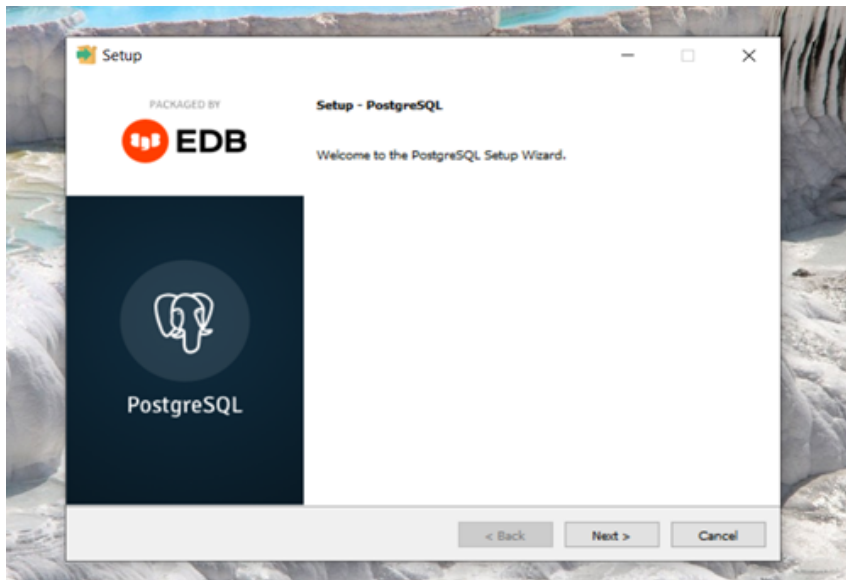 Setup
PACKAGED BY
EDB
Setup - PostgreSQL
Welcome to the PostgreSQL Setup Wizard.
PostgreSQL
< Back
Next >
Cancel